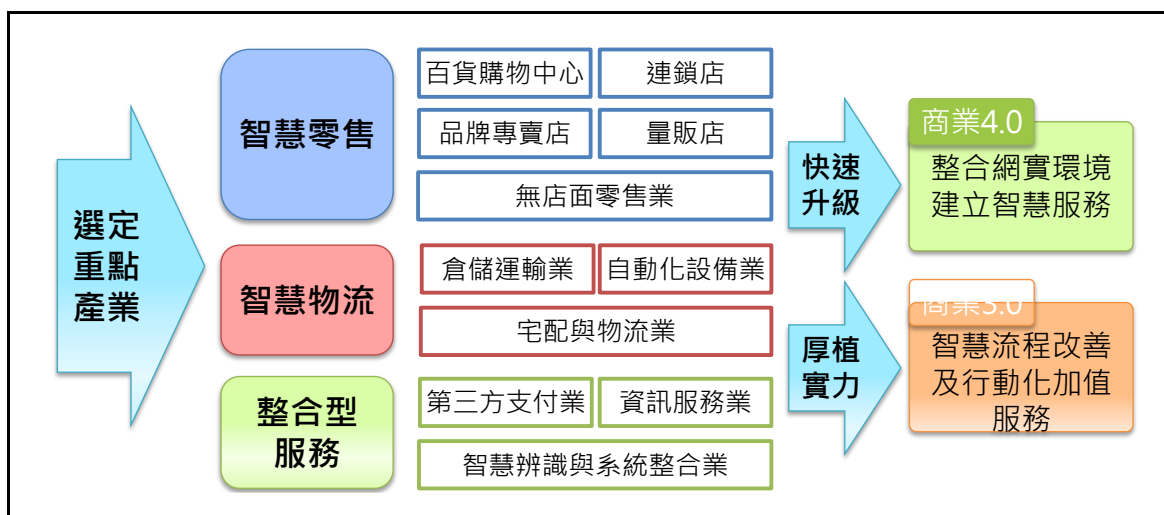 選定
重點
產業
智慧零售
百貨購物中心
連鎖店
品牌專賣店
量販店
無店面零售業
智慧物流
倉儲運輸業
自動化設備業
宅配與物流業
整合型
服務
第三方支付業
資訊服務業
智慧辨識與系統整合業
快速
升級
商業4.0
整合網實環境
建立智慧服務
厚植
實力
商業3.0
智慧流程改善
及行動化加值
服務